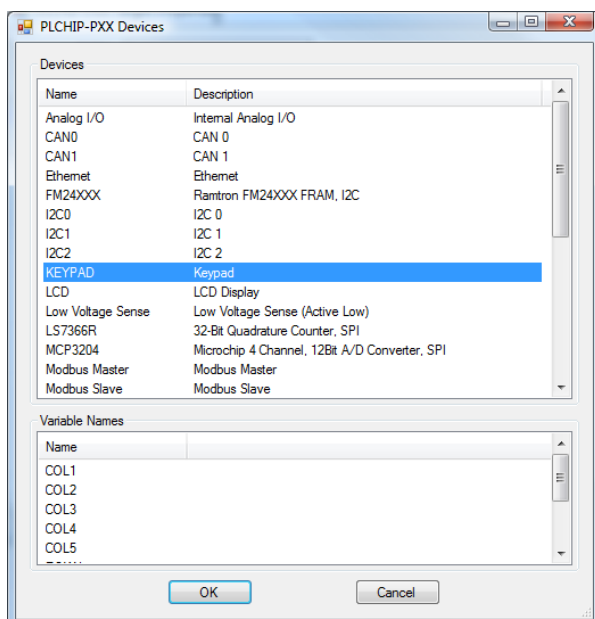 PLCHIP-PXX Devices
Devices
Name Description
Analog I/O Internal Analog I/O
CAN0 CAN 0
CAN1 CAN 1
Ethernet Ethernet
FM24XXX Ramtron FM24XXX FRAM, I2C
I2C0 I2C 0
I2C1 I2C 1
I2C2 I2C 2
KEYPAD Keypad
LCD LCD Display
Low Voltage Sense Low Voltage Sense (Active Low)
LS7366R 32-Bit Quadrature Counter, SPI
MCP3204 Microchip 4 Channel, 12Bit A/D Converter, SPI
Modbus Master Modbus Master
Modbus Slave Modbus Slave
Variable Names
Name
COL1
COL2
COL3
COL4
COL5
OK Cancel